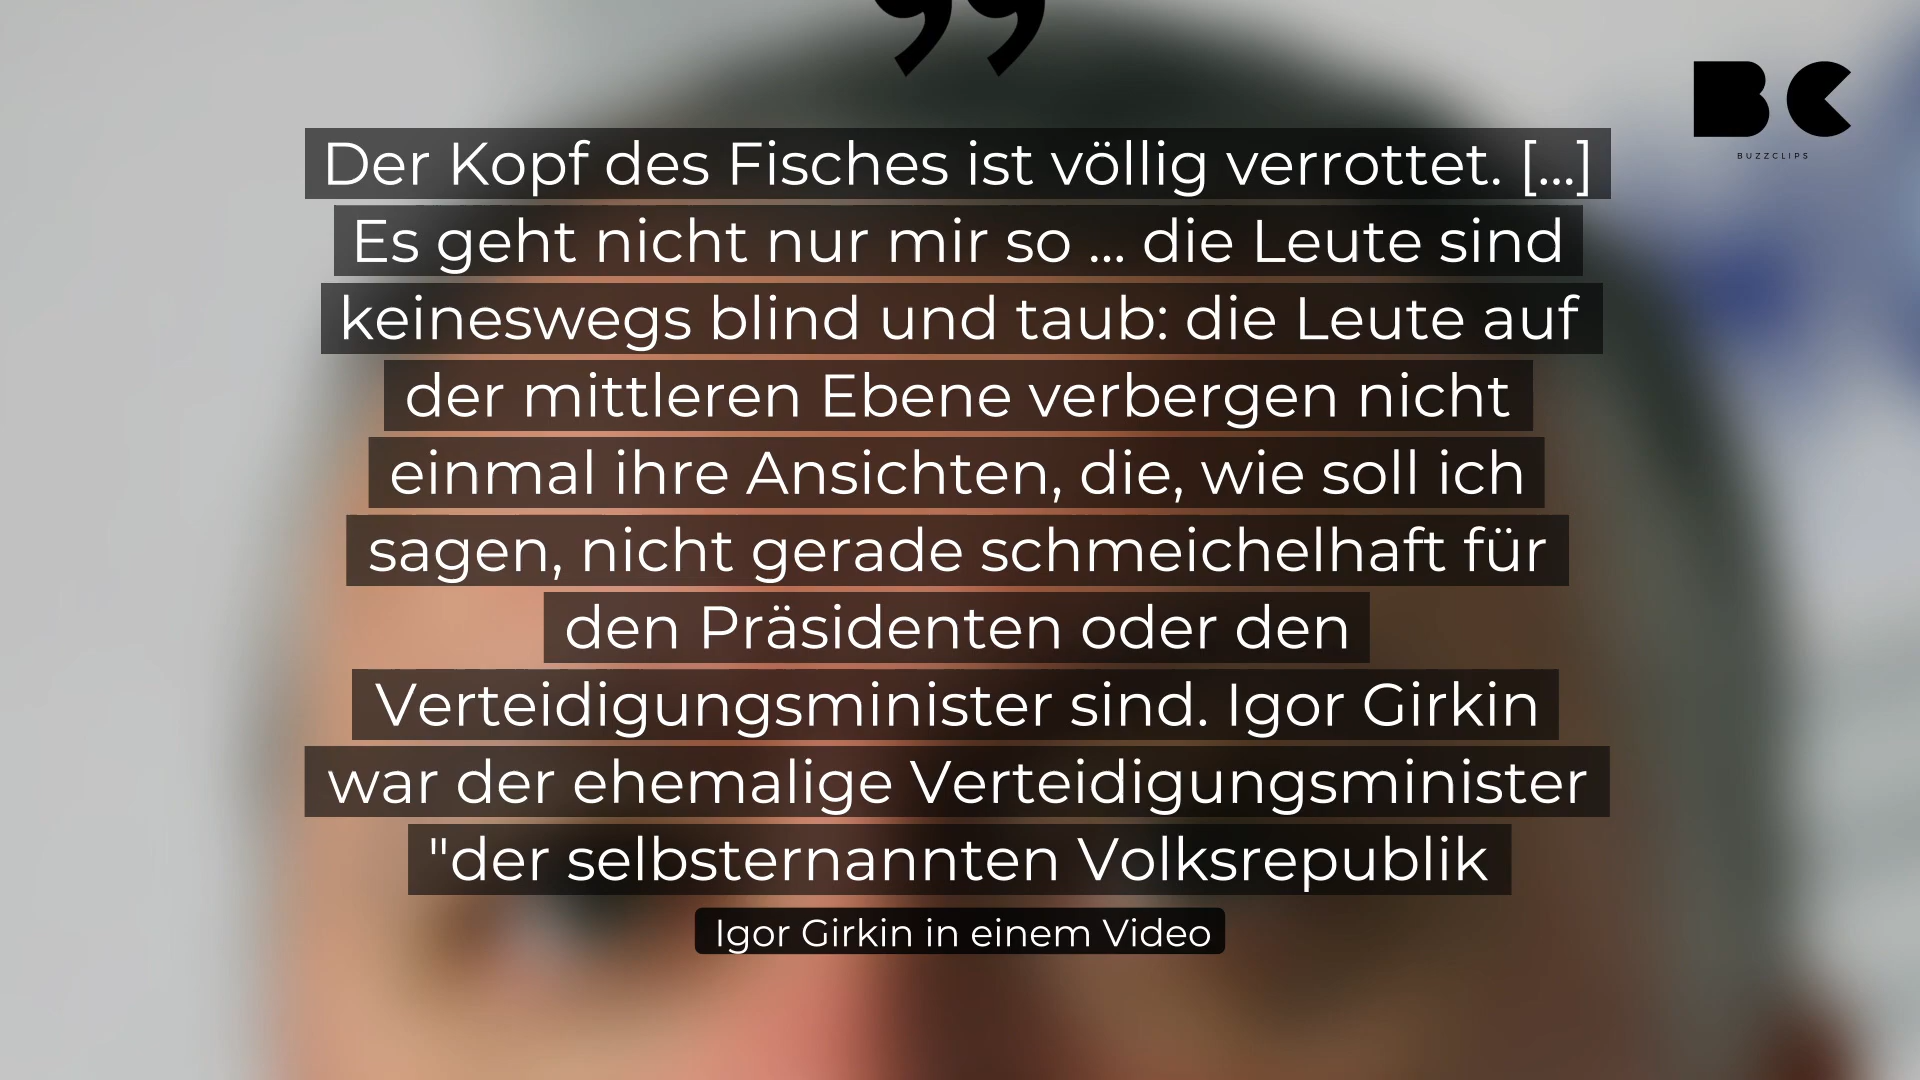 ”
BC
BUZZCLIPS
Der Kopf des Fisches ist völlig verrottet. [...]
Es geht nicht nur mir so ... die Leute sind
keineswegs blind und taub: die Leute auf
der mittleren Ebene verbergen nicht
einmal ihre Ansichten, die, wie soll ich
sagen, nicht gerade schmeichelhaft für
den Präsidenten oder den
Verteidigungsminister sind. Igor Girkin
war der ehemalige Verteidigungsminister
"der selbsternannten Volksrepublik
Igor Girkin in einem Video